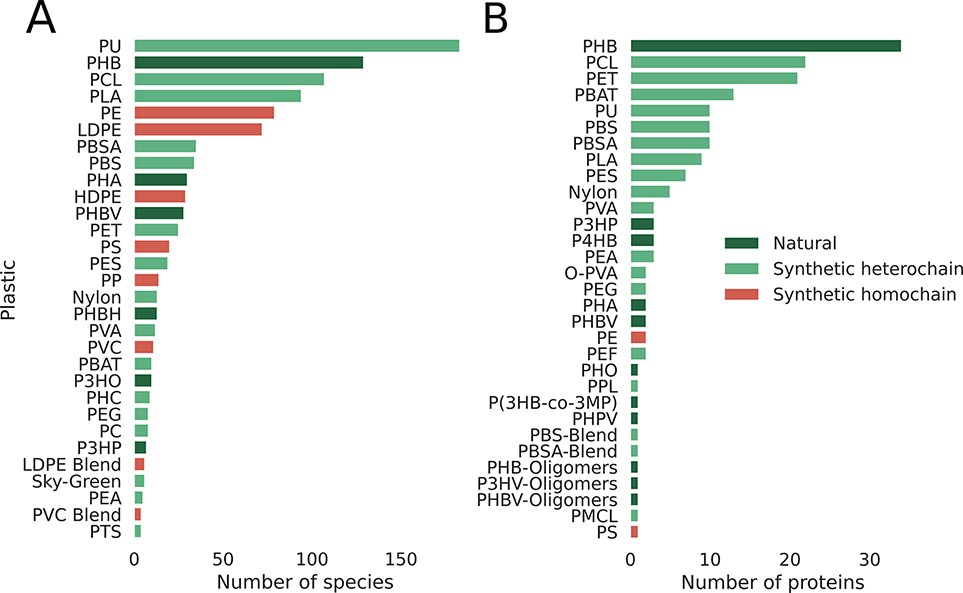 A
Plastic
PU
PHB
PCL
PLA
PE
LDPE
PBSA
PBS
PHA
HDPE
PHBV
PET
PS
PES
PP
Nylon
PHBH
PVA
PVC
PBAT
P3HO
PHC
PEG
PC
P3HP
LDPE Blend
Sky-Green
PEA
PVC Blend
PTS
0 50 100 150
Number of species
B
PHB
PCL
PET
PBAT
PU
PBS
PBSA
PLA
PES
Nylon
PVA
P3HP
P4HB
PEA
O-PVA
PEG
PHA
PHBV
PE
PEF
PHO
PPL
P(3HB-co-3MP)
PHPV
PBS-Blend
PBSA-Blend
PHB-Oligomers
P3HV-Oligomers
PHBV-Oligomers
PMCL
PS
0 10 20 30
Number of proteins
Natural
Synthetic heterochain
Synthetic homochain